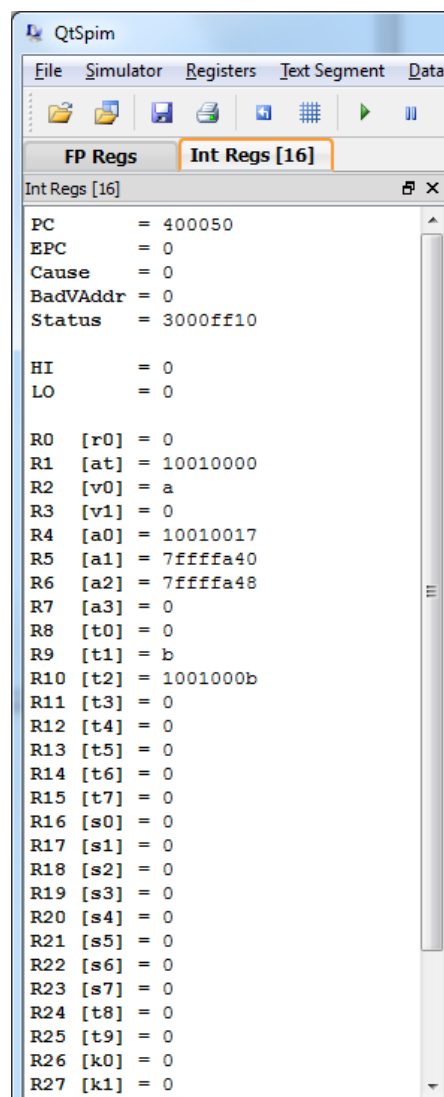 QtSpim
File Simulator Registers Text Segment Data
FP Regs Int Regs [16]
Int Regs [16]
PC = 400050
EPC = 0
Cause = 0
BadVAddr = 0
Status = 3000ff10
HI = 0
LO = 0
R0 [r0] = 0
R1 [at] = 10010000
R2 [v0] = a
R3 [v1] = 0
R4 [a0] = 10010017
R5 [a1] = 7ffffa40
R6 [a2] = 7ffffa48
R7 [a3] = 0
R8 [t0] = 0
R9 [t1] = b
R10 [t2] = 1001000b
R11 [t3] = 0
R12 [t4] = 0
R13 [t5] = 0
R14 [t6] = 0
R15 [t7] = 0
R16 [s0] = 0
R17 [s1] = 0
R18 [s2] = 0
R19 [s3] = 0
R20 [s4] = 0
R21 [s5] = 0
R22 [s6] = 0
R23 [s7] = 0
R24 [t8] = 0
R25 [t9] = 0
R26 [k0] = 0
R27 [k1] = 0